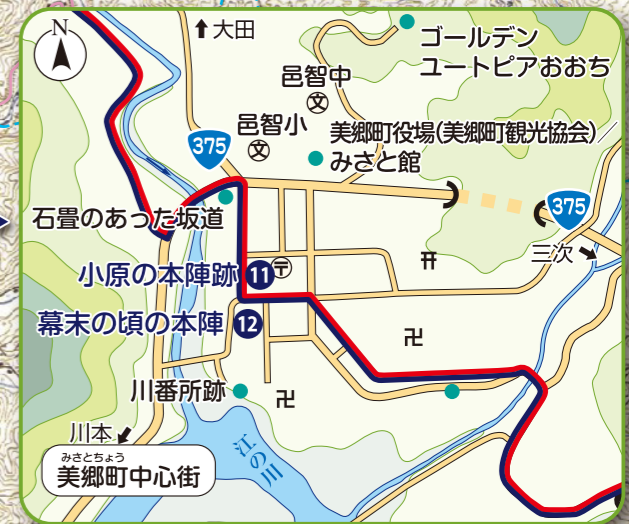 N
↑大田
ゴールデン
ユートピアおおち
邑智中
文
邑智小
文
375
美郷町役場(美郷町観光協会)／
みさと館
375
石畳のあった坂道
三次
小原の本陣跡 11
〒
幕末の頃の本陣 12
川番所跡
江の川
川本
みさとちょう
美郷町中心街